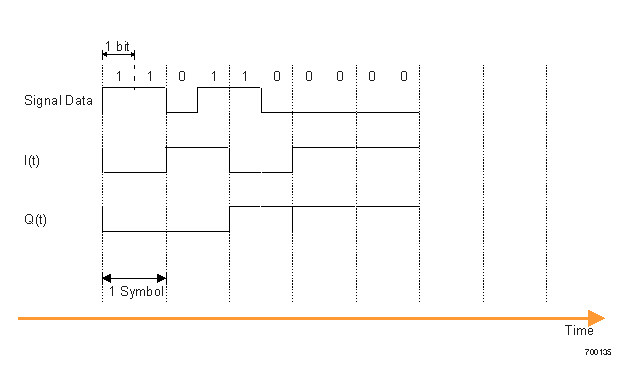 1 bit
1 1 0 1 1 0 0 0 0 0
Signal Data
I(t)
Q(t)
1 Symbol
Time
700135